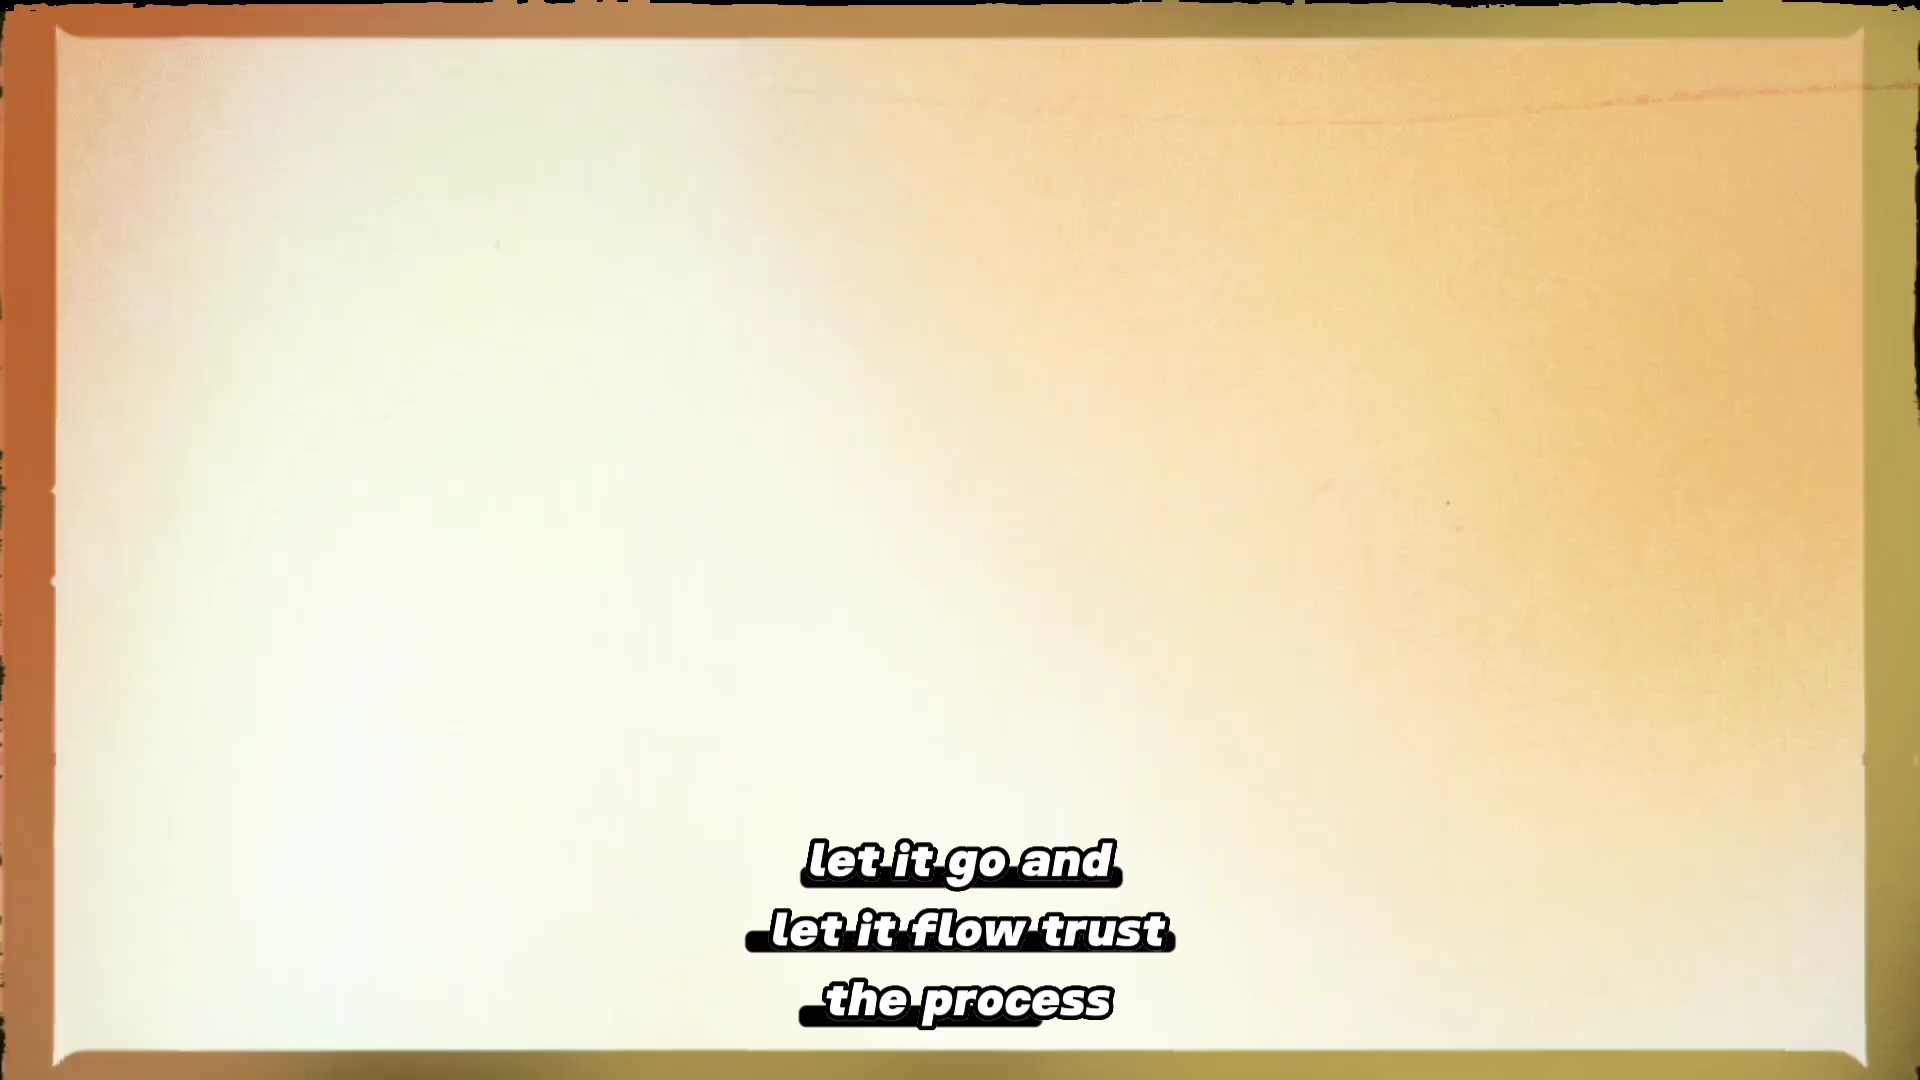 let it go and
let it flow trust
the process